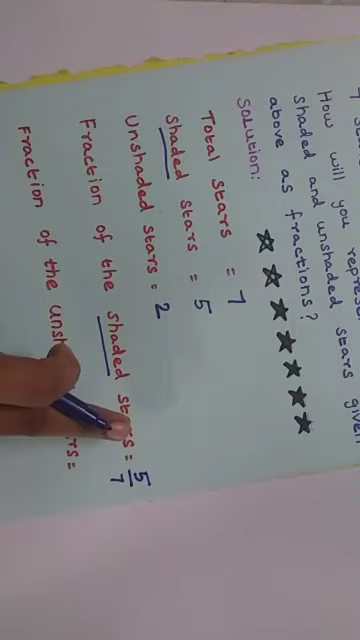 How will you
shaded and unshaded stars given
above as fractions?
Solution:
Total stars = 7
Shaded stars = 5
Unshaded stars = 2
Fraction of the shaded stars = 5/7
Fraction of the